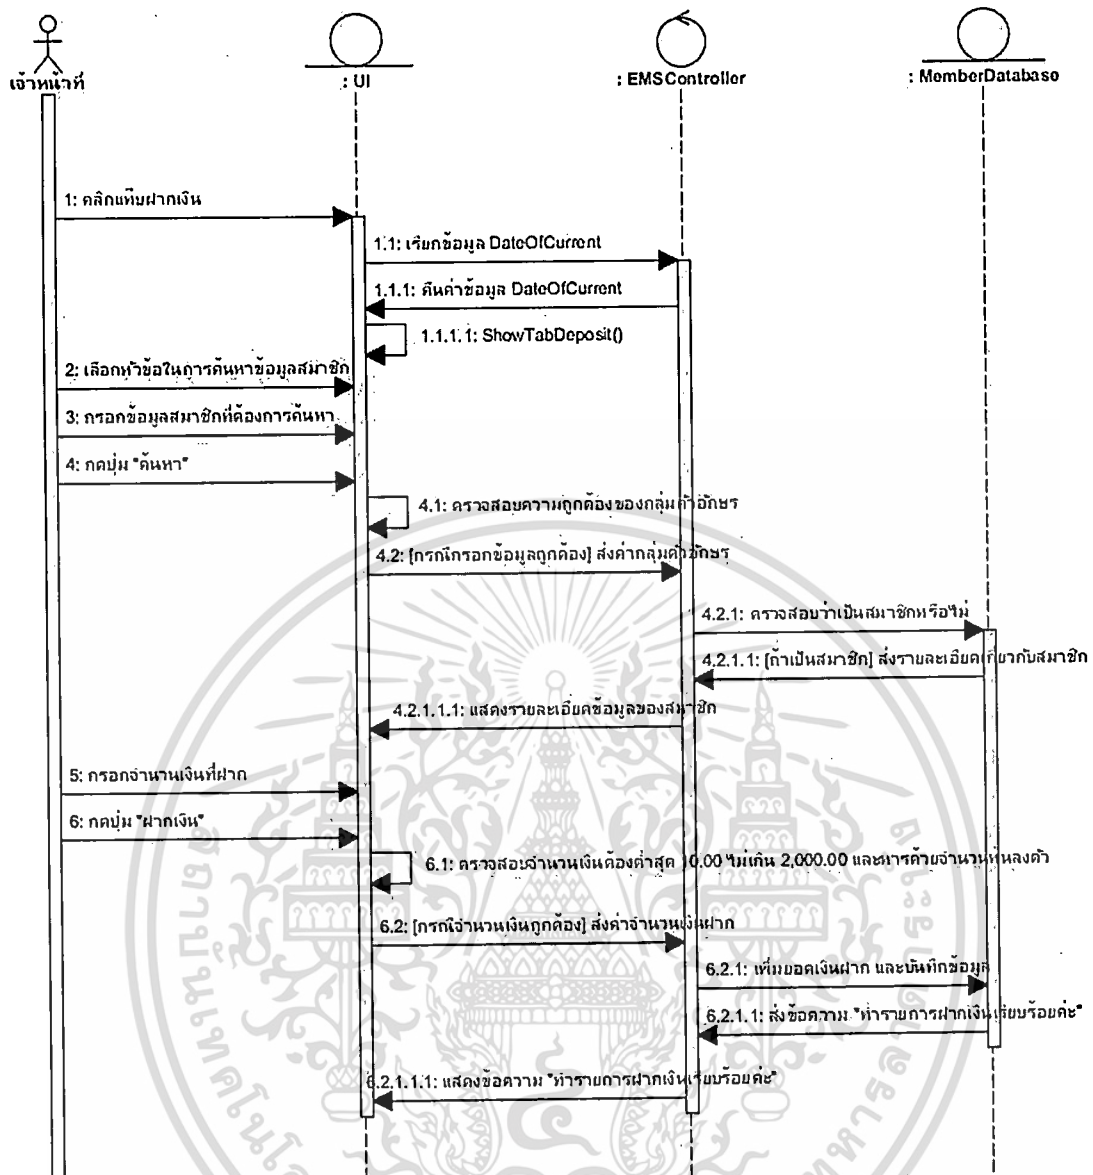 เจ้าหน้าที่
: UI
: EMSController
: MemberDatabase
1: คลิกแท็บฝากเงิน
1.1: เรียกข้อมูล DateOfCurrent
1.1.1: คืนค่าข้อมูล DateOfCurrent
1.1.1.1: ShowTabDeposit()
2: เลือกหัวข้อในการค้นหาข้อมูลสมาชิก
3: กรอกข้อมูลสมาชิกที่ต้องการค้นหา
4: กดปุ่ม "ค้นหา"
4.1: ตรวจสอบความถูกต้องของกลุ่มตัวอักษร
4.2: [กรณีกรอกข้อมูลถูกต้อง] ส่งค่ากลุ่มตัวอักษร
4.2.1: ตรวจสอบว่าเป็นสมาชิกหรือไม่
4.2.1.1: [ถ้าเป็นสมาชิก] ส่งรายละเอียดเกี่ยวกับสมาชิก
4.2.1.1.1: แสดงรายละเอียดข้อมูลของสมาชิก
5: กรอกจำนวนเงินที่ฝาก
6: กดปุ่ม "ฝากเงิน"
6.1: ตรวจสอบจำนวนเงินต้องต่ำสุด 10.00 ไม่เกิน 2,000.00 และหารด้วยจำนวนหุ้นลงตัว
6.2: [กรณีจำนวนเงินถูกต้อง] ส่งค่าจำนวนเงินฝาก
6.2.1: เพิ่มยอดเงินฝาก และบันทึกข้อมูล
6.2.1.1: ส่งข้อความ "ทำรายการฝากเงินเรียบร้อยค่ะ"
6.2.1.1.1: แสดงข้อความ "ทำรายการฝากเงินเรียบร้อยค่ะ"